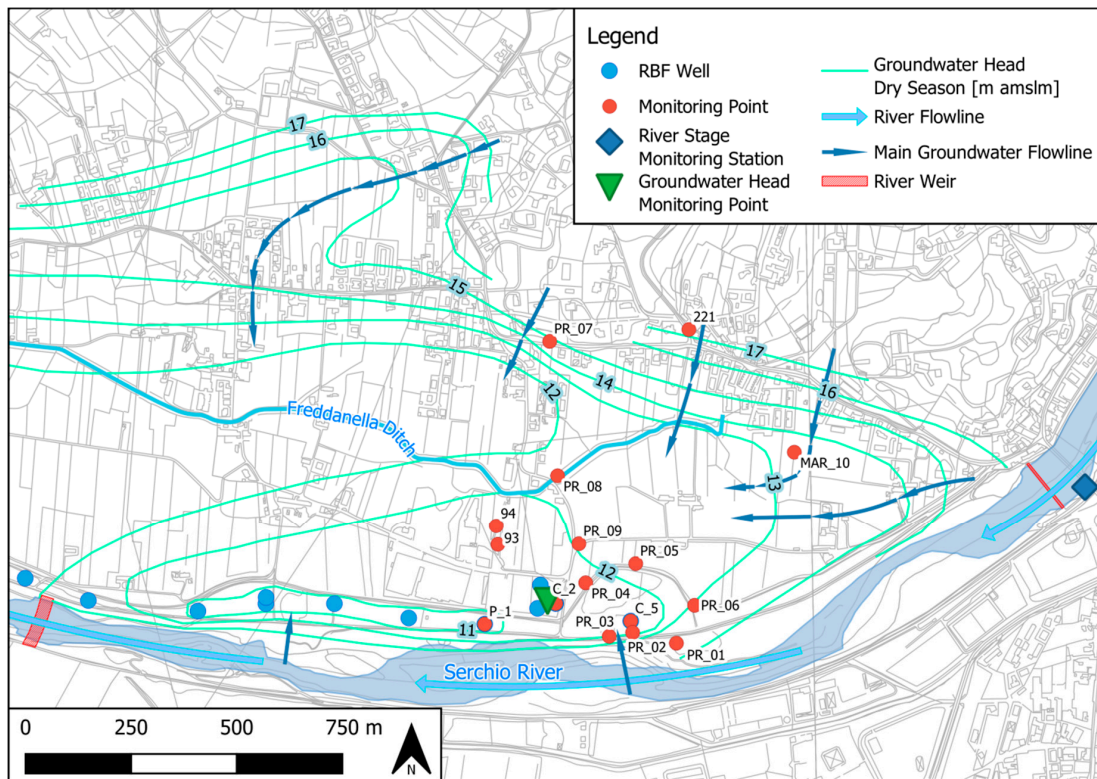 Legend
RBF Well
Monitoring Point
River Stage
Monitoring Station
Groundwater Head
Monitoring Point
Groundwater Head
Dry Season [m amslm]
River Flowline
Main Groundwater Flowline
River Weir
17
16
15
PR_07
221
17
14
16
12
Freddanella Ditch
MAR_10
13
PR_08
94
93
PR_09
PR_05
12
C_2
PR_04
C_5
PR_06
P_1
11
PR_03
PR_02
PR_01
Serchio River
0 250 500 750 m
N